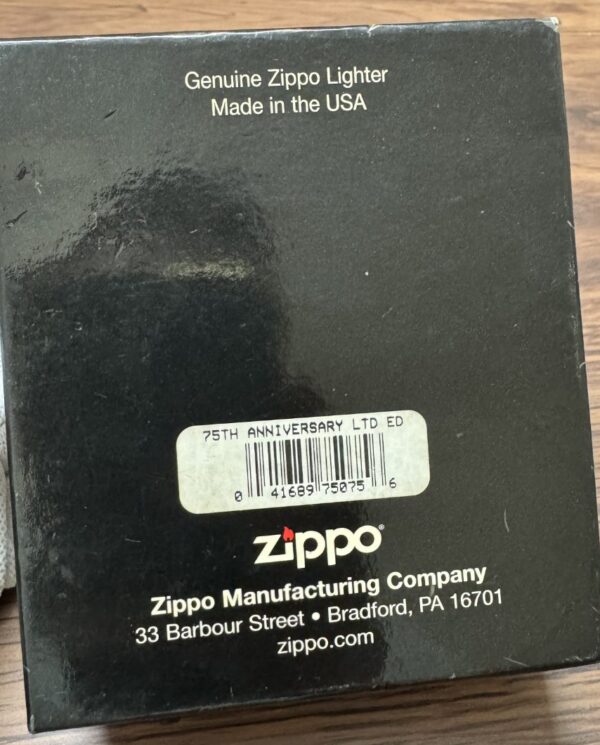 Genuine Zippo Lighter
Made in the USA
75TH ANNIVERSARY LTD ED
0 41689 75075 6
zippo®
Zippo Manufacturing Company
33 Barbour Street • Bradford, PA 16701
zippo.com